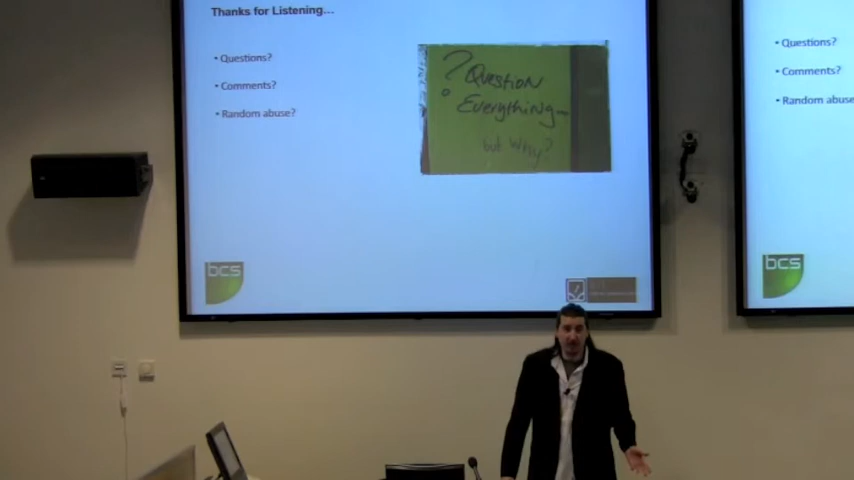 Thanks for Listening...
• Questions?
• Comments?
• Random abuse?
? Question
Everything...
but why?
bcs
• Questions?
• Comments?
• Random abuse
bcs